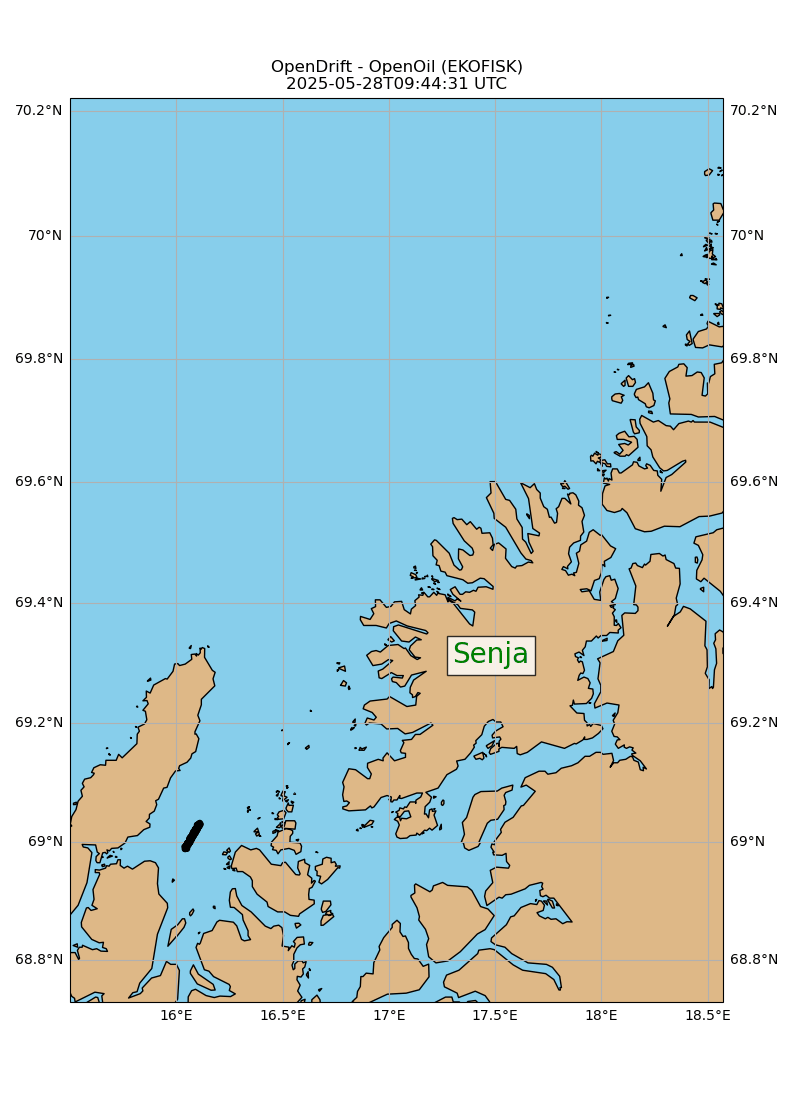 OpenDrift - OpenOil (EKOFISK)
2025-05-28T09:44:31 UTC
70.2°N 70.2°N
70°N 70°N
69.8°N 69.8°N
69.6°N 69.6°N
69.4°N 69.4°N
Senja
69.2°N 69.2°N
69°N 69°N
68.8°N 68.8°N
16°E 16.5°E 17°E 17.5°E 18°E 18.5°E